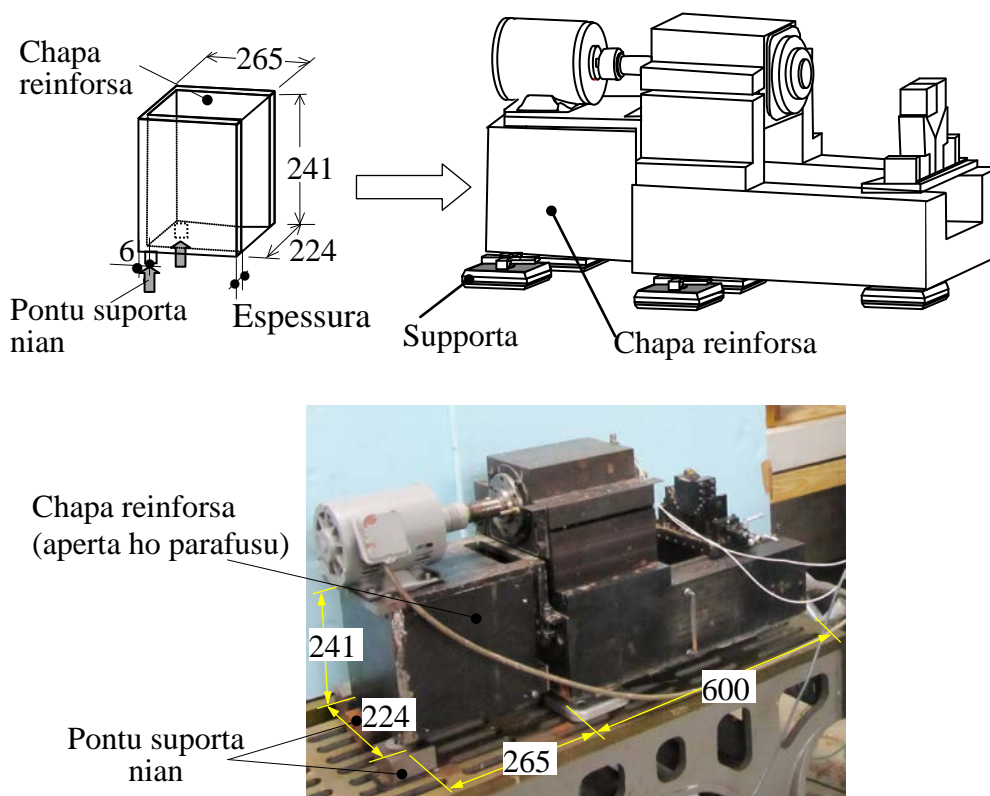 Chapa
reinforsa
265
241
224
6
Pontu suporta
nian
Espessura
Supporta
Chapa reinforsa
Chapa reinforsa
(aperta ho parafusu)
241
224
Pontu suporta
nian
265
600